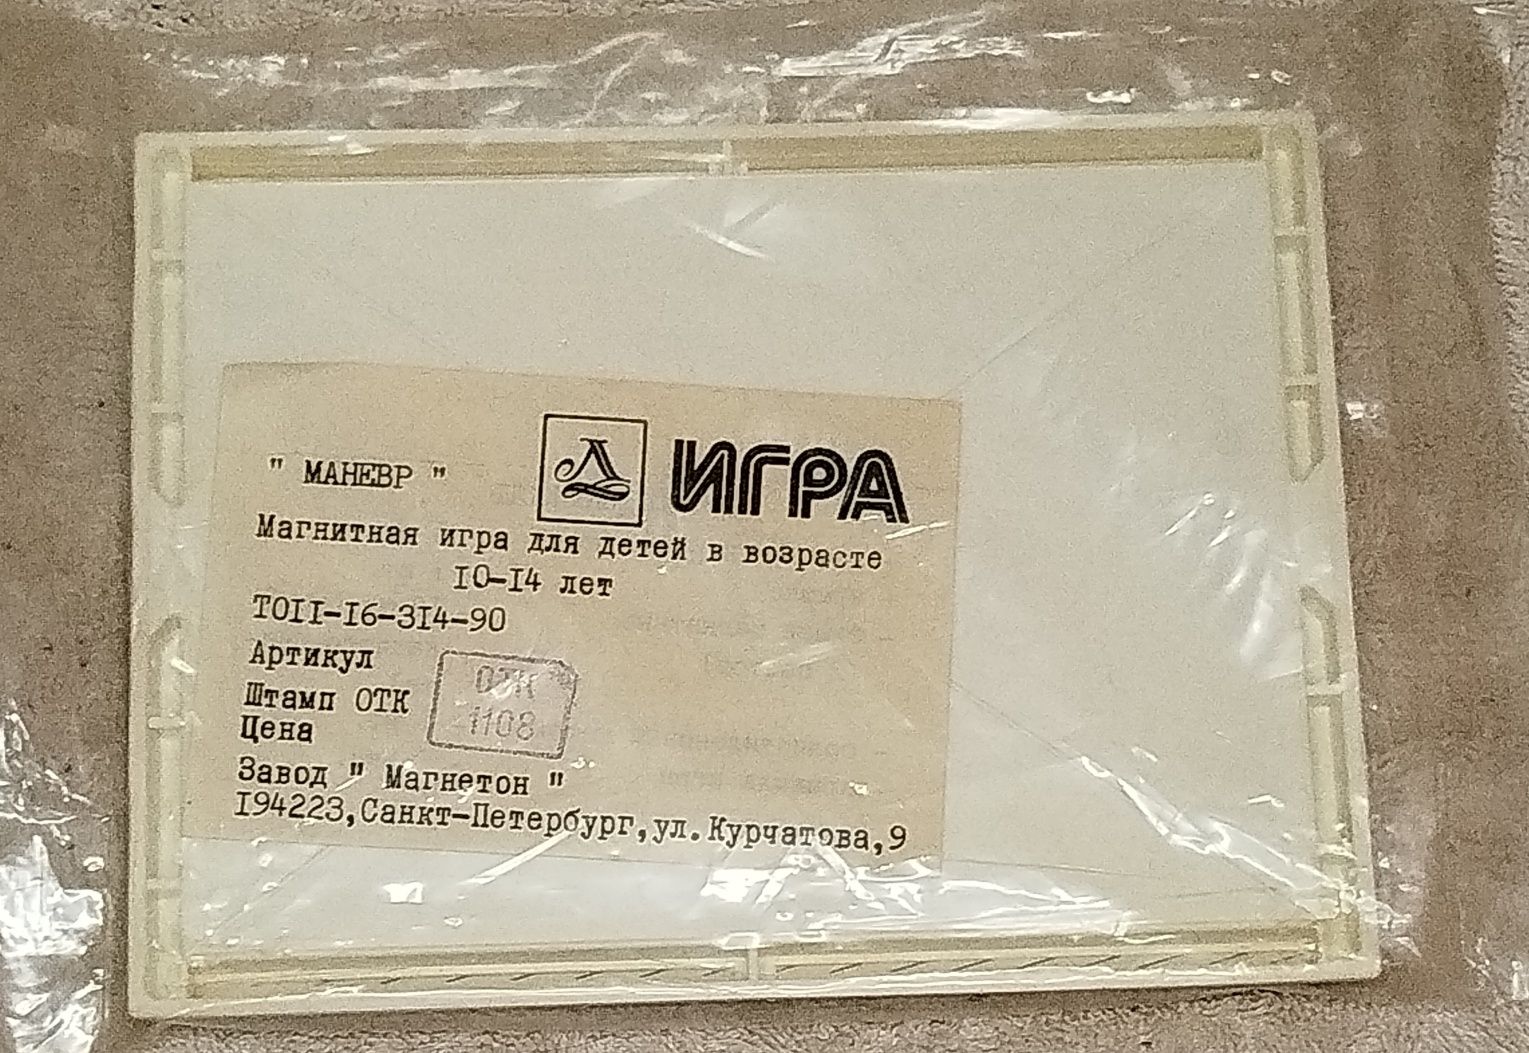 ИГРА
" МАНЕВР "
Магнитная игра для детей в возрасте
I0-I4 лет
ТОII-I6-3I4-90
Артикул
Штамп ОТК
ОТК
1108
Цена
Завод " Магнетон "
I94223,Санкт-Петербург,ул.Курчатова,9